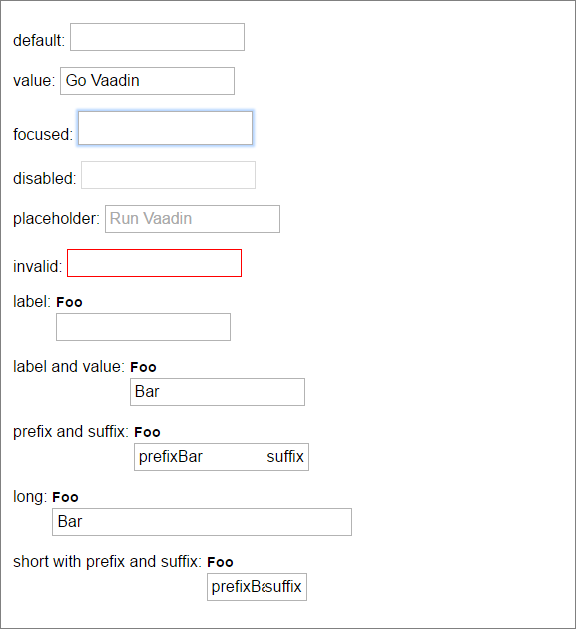 default:
value: Go Vaadin
focused:
disabled:
placeholder: Run Vaadin
invalid:
label: Foo
label and value: Foo
Bar
prefix and suffix: Foo
prefixBar suffix
long: Foo
Bar
short with prefix and suffix: Foo
prefixBasuffix